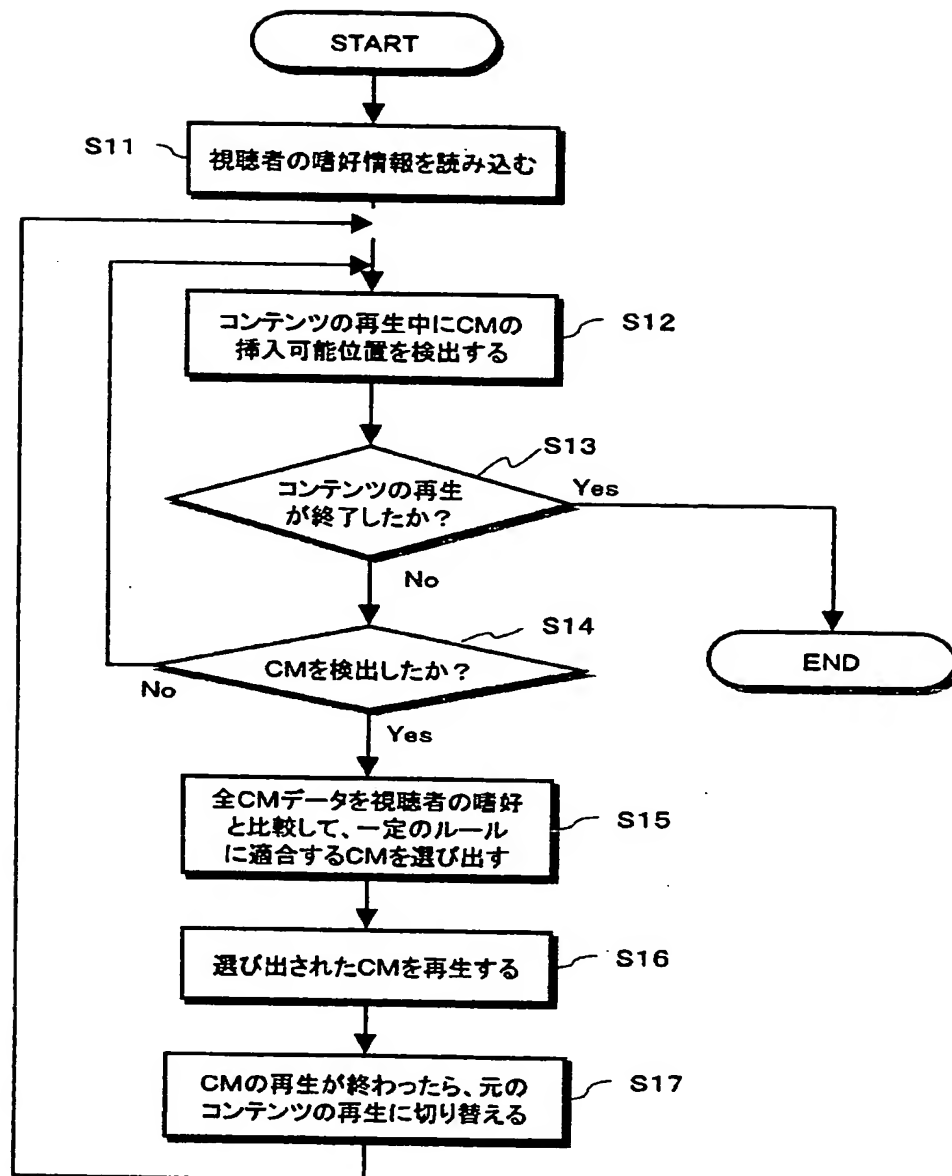 START
S11
視聴者の嗜好情報を読み込む
コンテンツの再生中にCMの
挿入可能位置を検出する
S12
S13
コンテンツの再生
が終了したか？
Yes
No
S14
CMを検出したか？
No
END
Yes
全CMデータを視聴者の嗜好
と比較して、一定のルール
に適合するCMを選び出す
S15
選び出されたCMを再生する
S16
CMの再生が終わったら、元の
コンテンツの再生に切り替える
S17